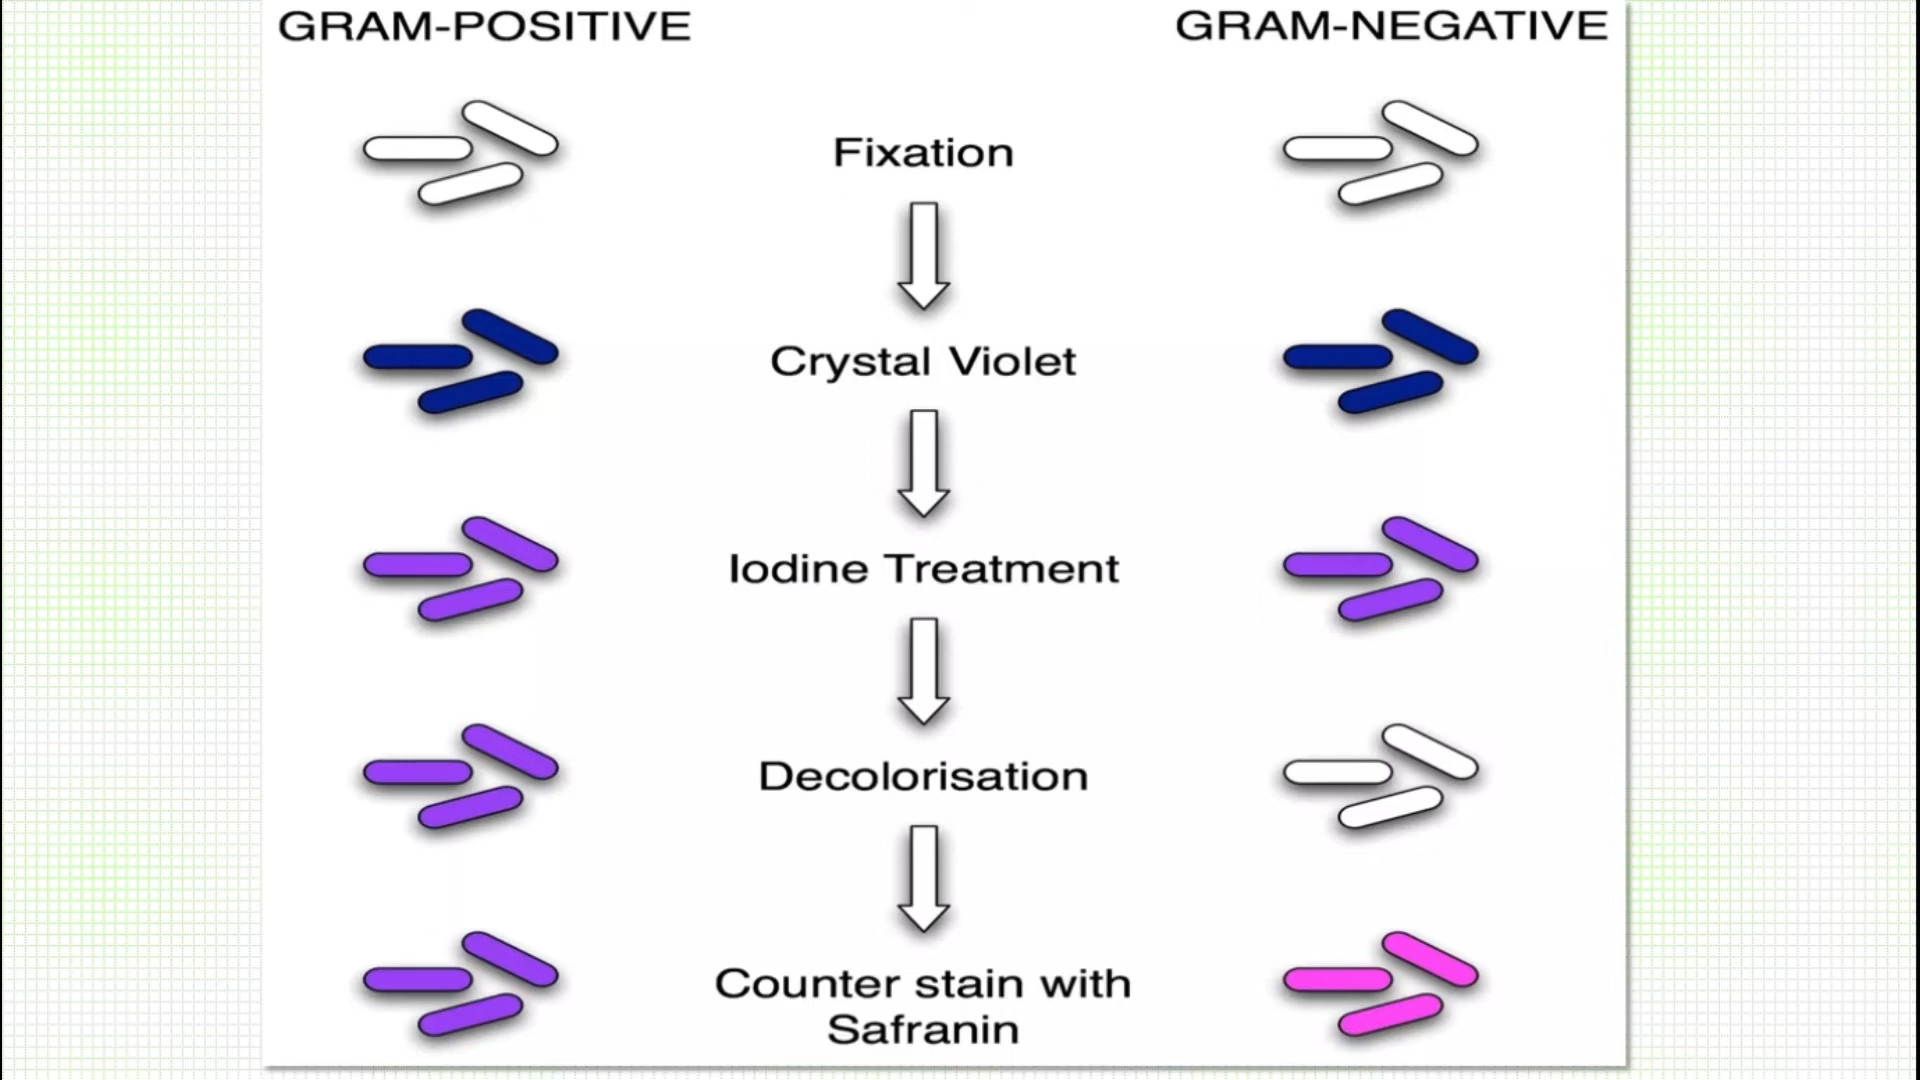 GRAM-POSITIVE
GRAM-NEGATIVE
Fixation
Crystal Violet
Iodine Treatment
Decolorisation
Counter stain with
Safranin